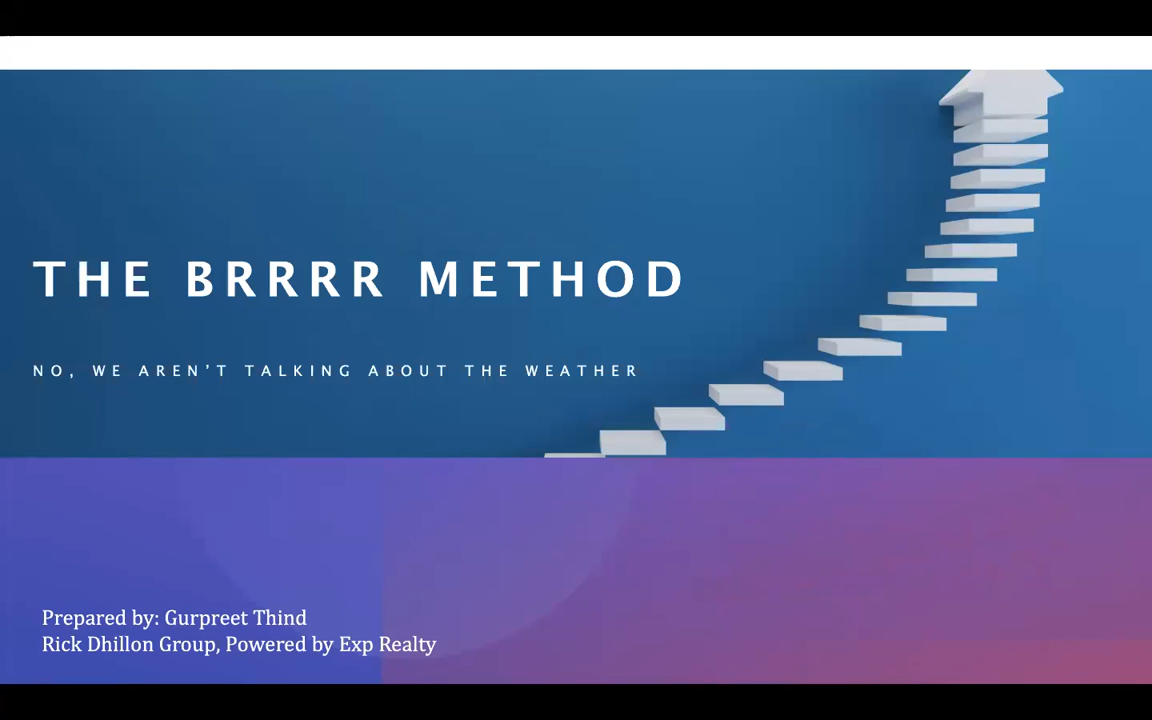 THE BRRRR METHOD
NO, WE AREN’T TALKING ABOUT THE WEATHER
Prepared by: Gurpreet Thind
Rick Dhillon Group, Powered by Exp Realty